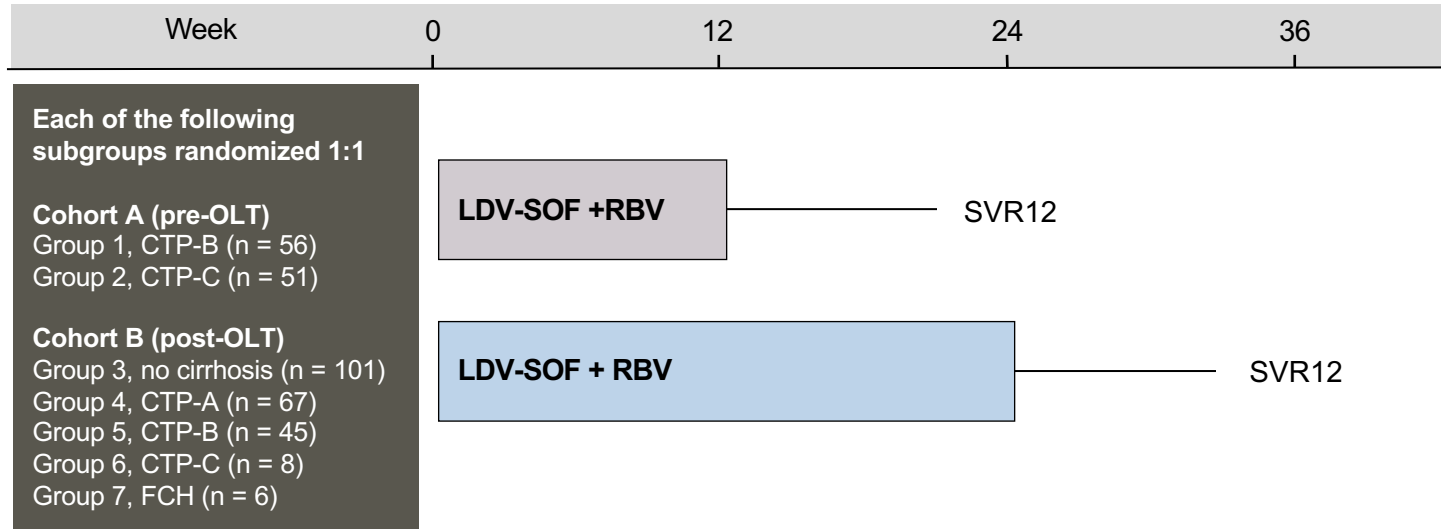 Week 0 12 24 36
Each of the following
subgroups randomized 1:1
Cohort A (pre-OLT)
Group 1, CTP-B (n = 56)
Group 2, CTP-C (n = 51)
Cohort B (post-OLT)
Group 3, no cirrhosis (n = 101)
Group 4, CTP-A (n = 67)
Group 5, CTP-B (n = 45)
Group 6, CTP-C (n = 8)
Group 7, FCH (n = 6)
LDV-SOF +RBV SVR12
LDV-SOF + RBV SVR12